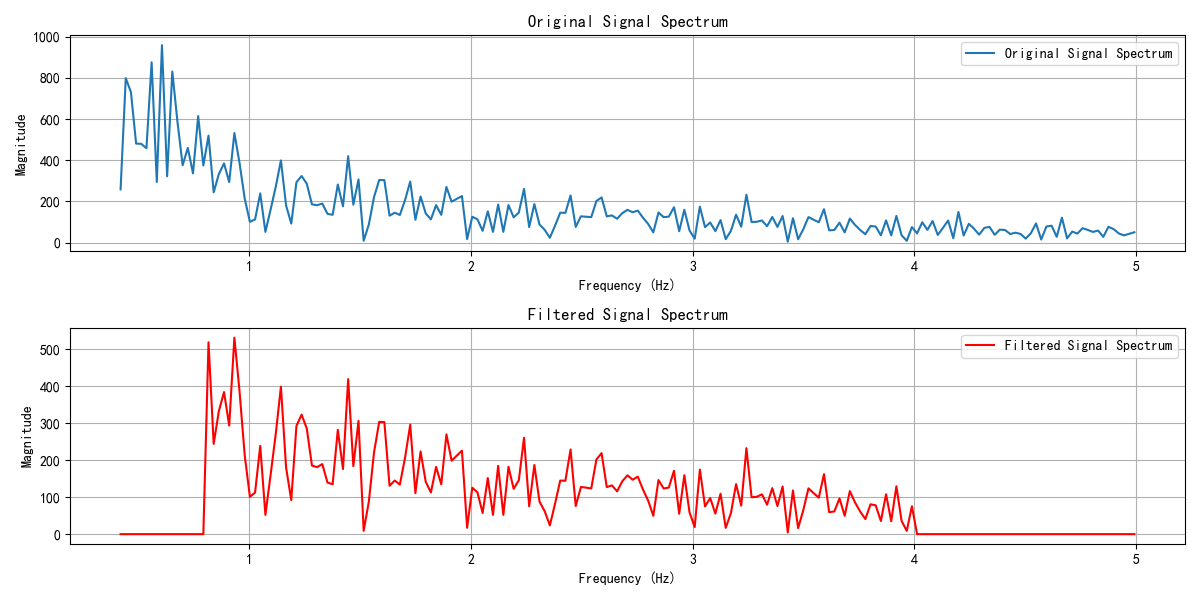 Original Signal Spectrum
1000
800
600
400
200
0
Magnitude
Original Signal Spectrum
1 2 3 4 5
Frequency (Hz)
Filtered Signal Spectrum
500
400
300
200
100
0
Magnitude
Filtered Signal Spectrum
1 2 3 4 5
Frequency (Hz)